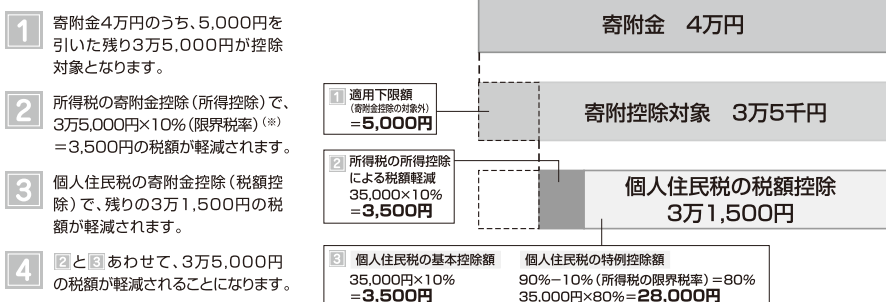 1 寄附金4万円のうち、5,000円を
引いた残り3万5,000円が控除
対象となります。
2 所得税の寄附金控除(所得控除)で、
3万5,000円×10%(限界税率)(※)
=3,500円の税額が軽減されます。
3 個人住民税の寄附金控除(税額控
除)で、残りの3万1,500円の税
額が軽減されます。
4 2と3あわせて、3万5,000円
の税額が軽減されることになります。
寄附金 4万円
1 適用下限額
(寄附金控除の対象外)
=5,000円
寄附控除対象 3万5千円
2 所得税の所得控除
による税額軽減
35,000×10%
=3,500円
個人住民税の税額控除
3万1,500円
3 個人住民税の基本控除額
35,000円×10%
=3,500円
個人住民税の特例控除額
90%-10%(所得税の限界税率)=80%
35,000円×80%=28,000円